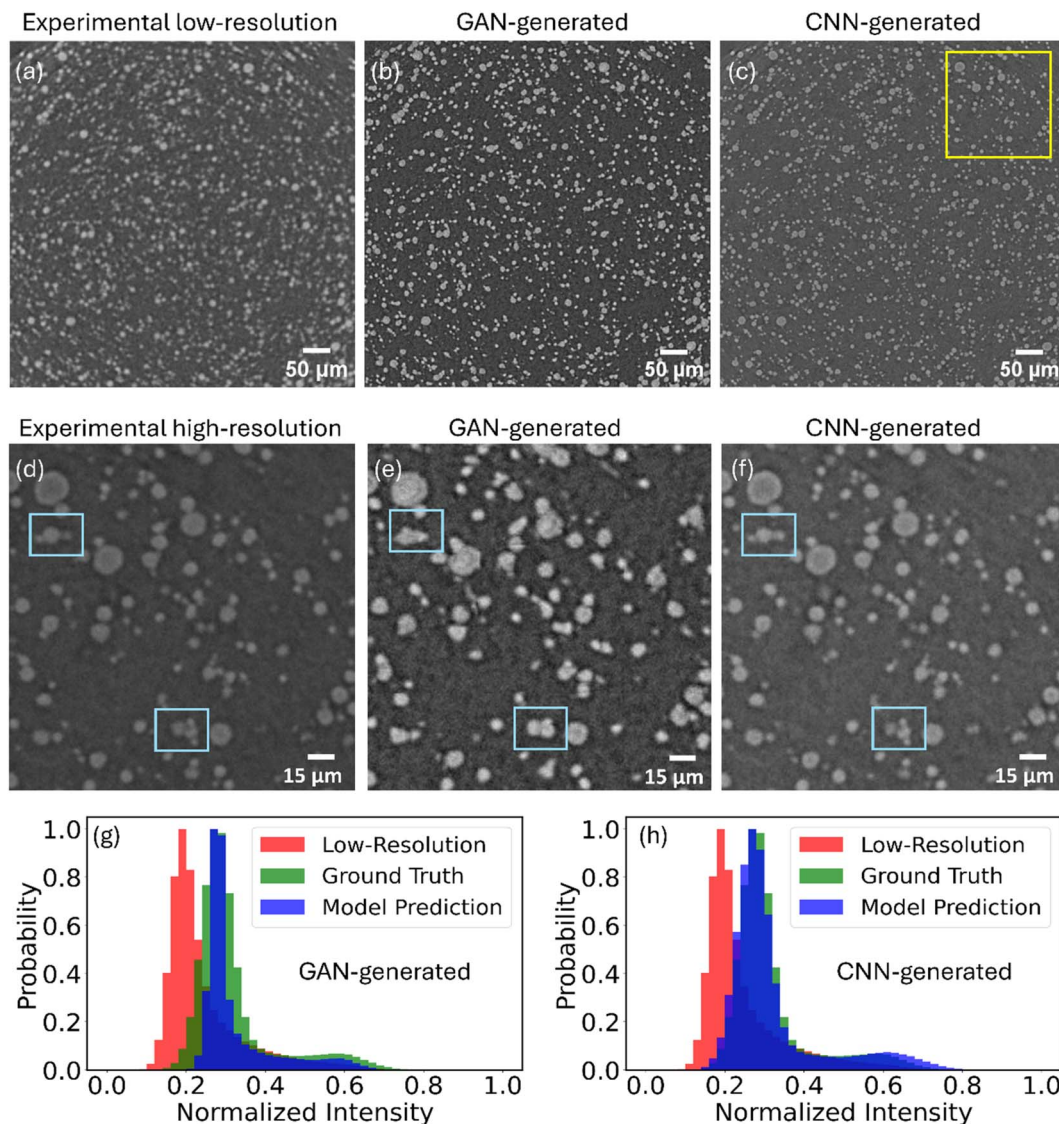 Experimental low-resolution GAN-generated CNN-generated
(a) (b) (c)
50 µm 50 µm 50 µm
Experimental high-resolution GAN-generated CNN-generated
(d) (e) (f)
15 µm 15 µm 15 µm
(g)
Probability
1.0
0.8
0.6
0.4
0.2
0.0
Low-Resolution
Ground Truth
Model Prediction
GAN-generated
0.0 0.2 0.4 0.6 0.8 1.0
Normalized Intensity
(h)
Probability
1.0
0.8
0.6
0.4
0.2
0.0
Low-Resolution
Ground Truth
Model Prediction
CNN-generated
0.0 0.2 0.4 0.6 0.8 1.0
Normalized Intensity